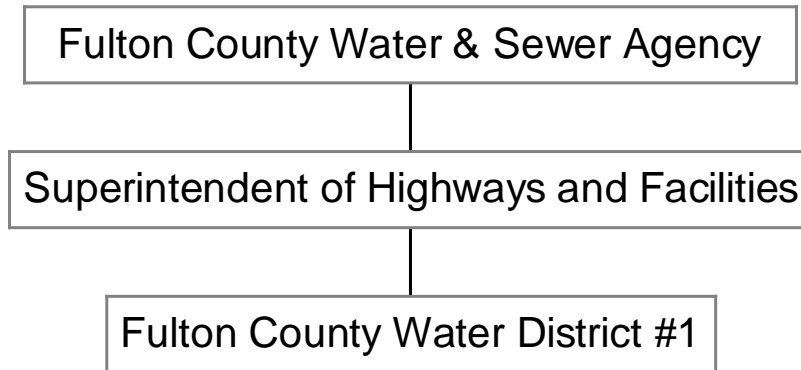 Fulton County Water & Sewer Agency
Superintendent of Highways and Facilities
Fulton County Water District #1